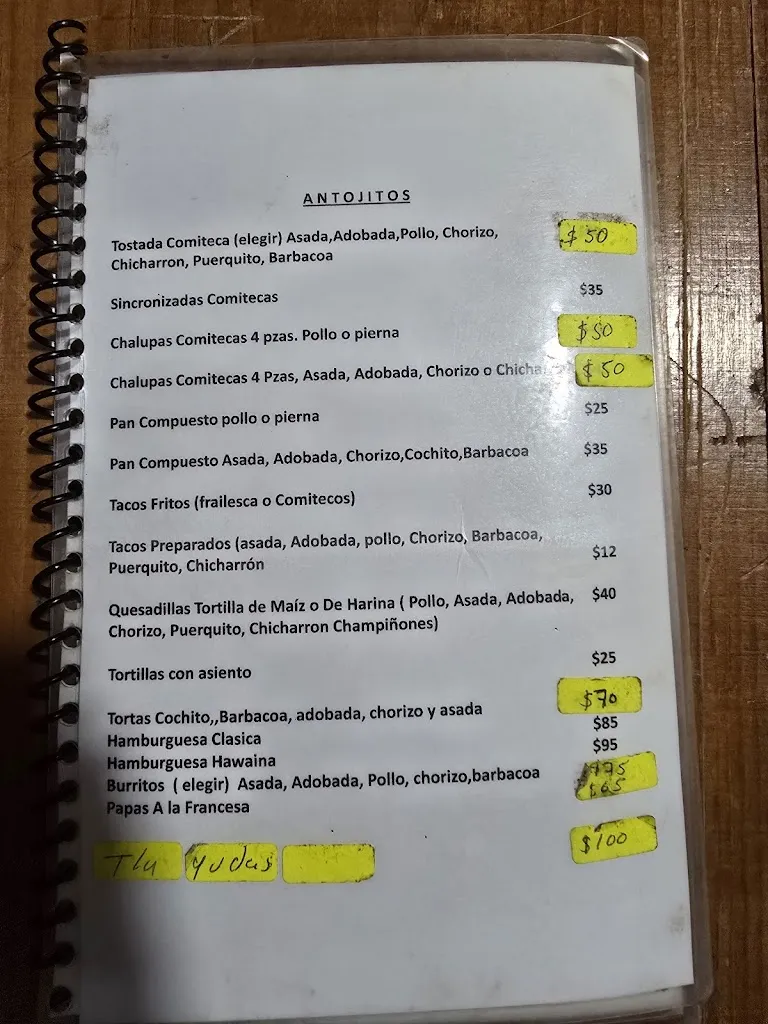 ANTOJITOS
Tostada Comiteca (elegir) Asada,Adobada,Pollo, Chorizo, $50
Chicharron, Puerquito, Barbacoa
Sincronizadas Comitecas $35
Chalupas Comitecas 4 pzas. Pollo o pierna $50
Chalupas Comitecas 4 Pzas, Asada, Adobada, Chorizo o Chicha $50
Pan Compuesto pollo o pierna $25
Pan Compuesto Asada, Adobada, Chorizo,Cochito,Barbacoa $35
Tacos Fritos (frailesca o Comitecos) $30
Tacos Preparados (asada, Adobada, pollo, Chorizo, Barbacoa,
Puerquito, Chicharrón $12
Quesadillas Tortilla de Maíz o De Harina ( Pollo, Asada, Adobada, $40
Chorizo, Puerquito, Chicharron Champiñones)
Tortillas con asiento $25
Tortas Cochito,,Barbacoa, adobada, chorizo y asada $70
Hamburguesa Clasica $85
Hamburguesa Hawaina $95
Burritos ( elegir) Asada, Adobada, Pollo, chorizo,barbacoa
Papas A la Francesa $65
Tla yudas $100